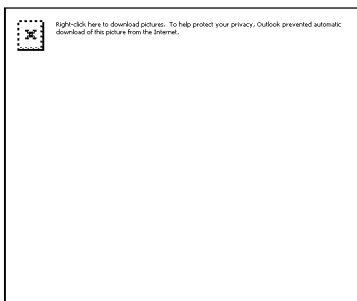 Right-click here to download pictures.  To help protect your privacy, Outlook prevented automatic
download of this picture from the Internet.